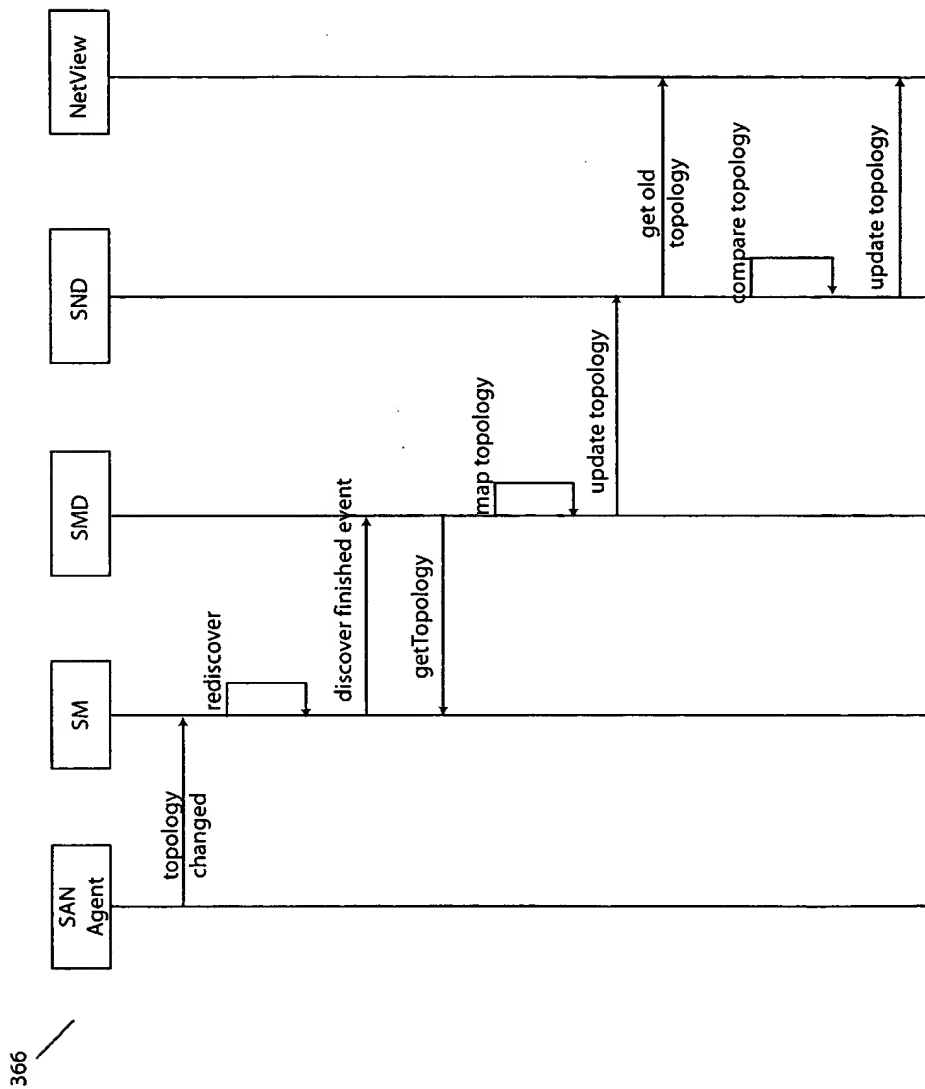 366
SAN
Agent
SM
SMD
SND
NetView
topology
changed
rediscover
discover finished event
getTopology
map topology
update topology
get old
topology
compare topology
update topology